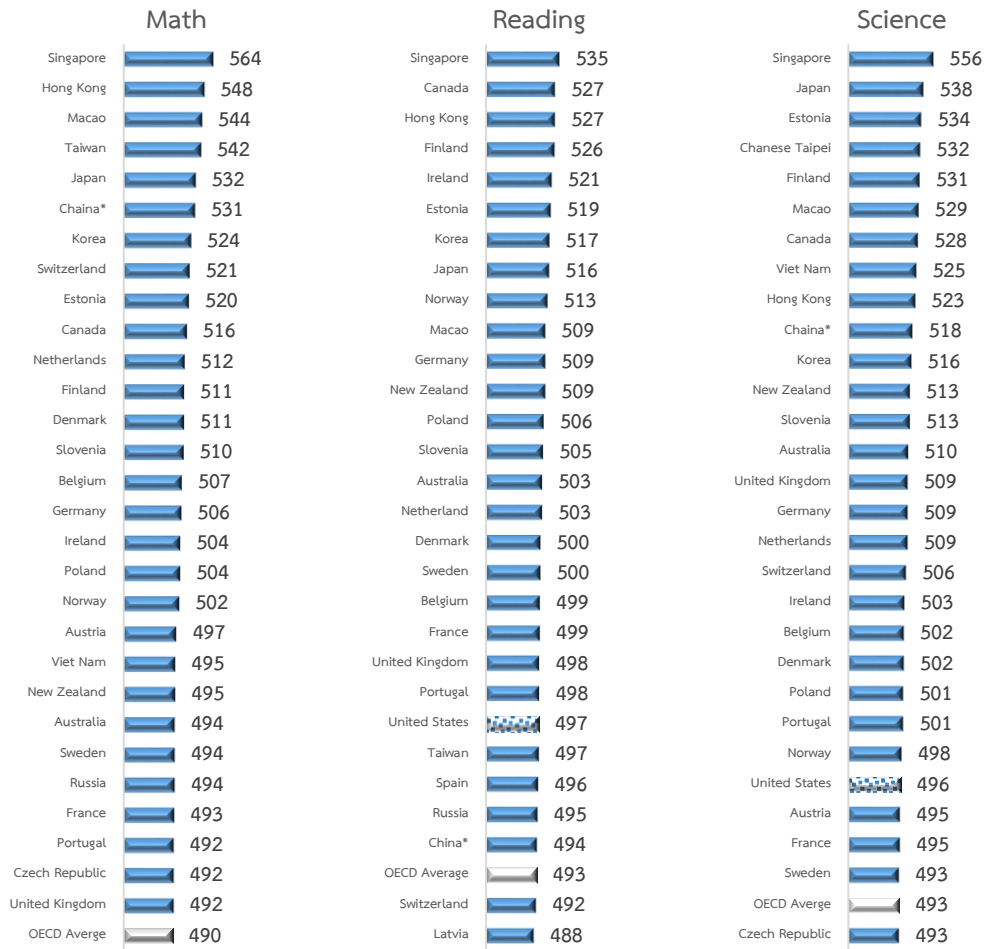 Math
Singapore 564
Hong Kong 548
Macao 544
Taiwan 542
Japan 532
Chaina* 531
Korea 524
Switzerland 521
Estonia 520
Canada 516
Netherlands 512
Finland 511
Denmark 511
Slovenia 510
Belgium 507
Germany 506
Ireland 504
Poland 504
Norway 502
Austria 497
Viet Nam 495
New Zealand 495
Australia 494
Sweden 494
Russia 494
France 493
Portugal 492
Czech Republic 492
United Kingdom 492
OECD Averge 490
Reading
Singapore 535
Canada 527
Hong Kong 527
Finland 526
Ireland 521
Estonia 519
Korea 517
Japan 516
Norway 513
Macao 509
Germany 509
New Zealand 509
Poland 506
Slovenia 505
Australia 503
Netherland 503
Denmark 500
Sweden 500
Belgium 499
France 499
United Kingdom 498
Portugal 498
United States 497
Taiwan 497
Spain 496
Russia 495
China* 494
OECD Average 493
Switzerland 492
Latvia 488
Science
Singapore 556
Japan 538
Estonia 534
Chanese Taipei 532
Finland 531
Macao 529
Canada 528
Viet Nam 525
Hong Kong 523
Chaina* 518
Korea 516
New Zealand 513
Slovenia 513
Australia 510
United Kingdom 509
Germany 509
Netherlands 509
Switzerland 506
Ireland 503
Belgium 502
Denmark 502
Poland 501
Portugal 501
Norway 498
United States 496
Austria 495
France 495
Sweden 493
OECD Averge 493
Czech Republic 493